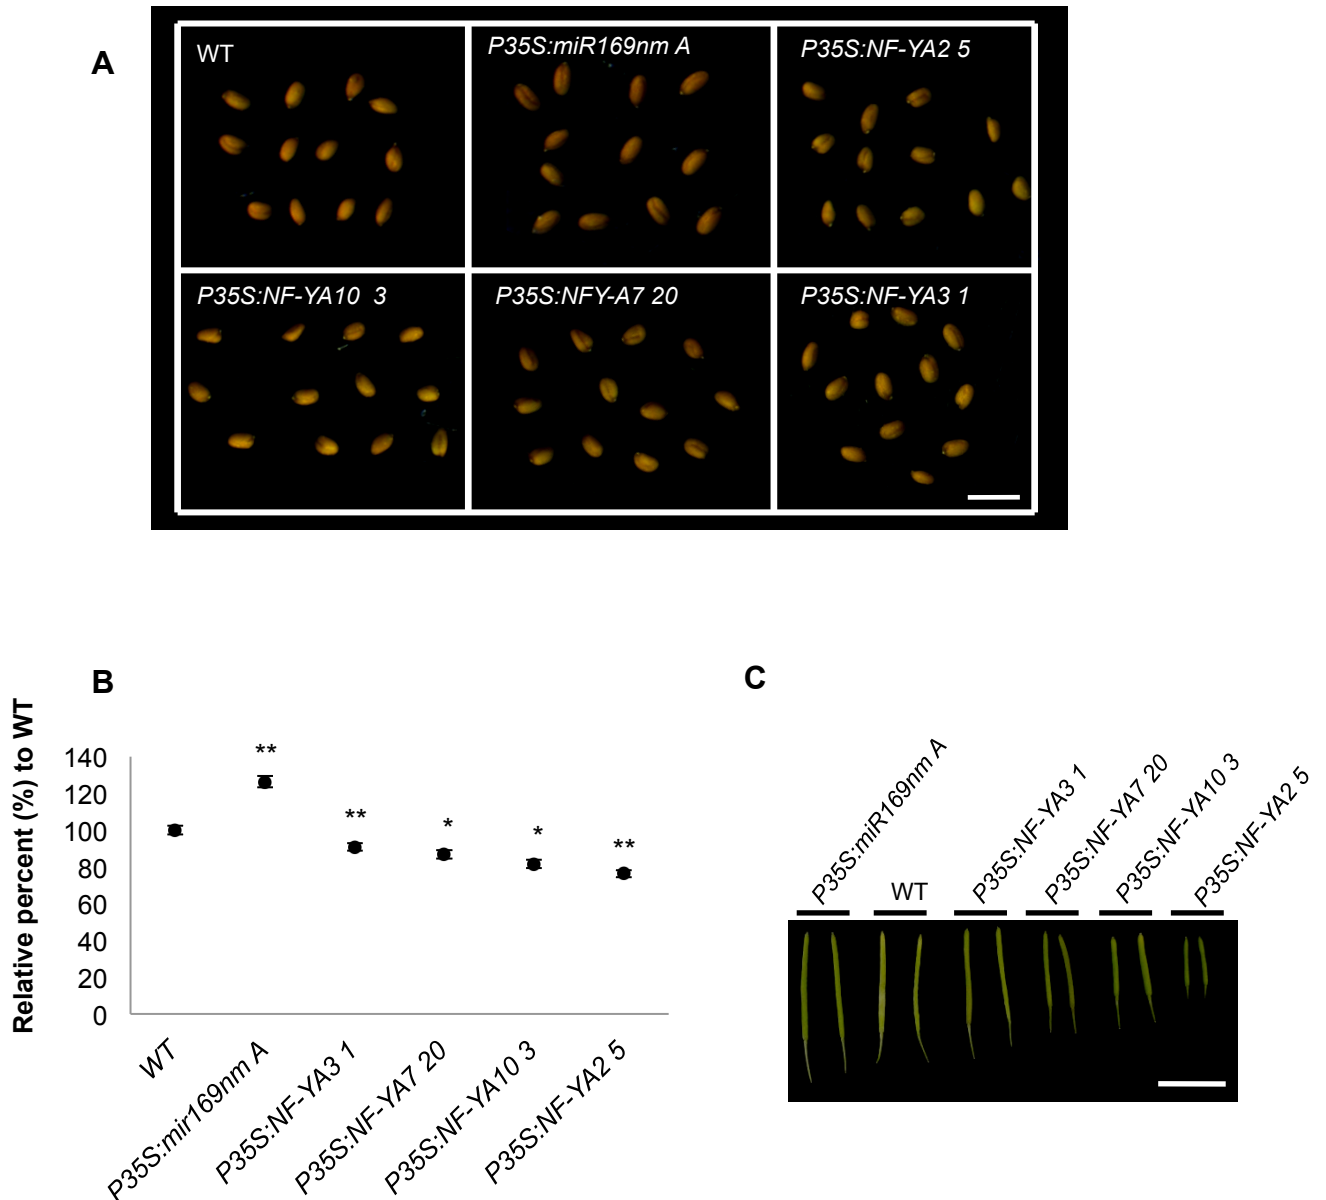 A
WT
P35S:miR169nm A
P35S:NF-YA2 5
P35S:NF-YA10 3
P35S:NFY-A7 20
P35S:NF-YA3 1
B
Relative percent (%) to WT
140
120
100
80
60
40
20
0
**
**
*
*
**
WT
P35S:mir169nm A
P35S:NF-YA3 1
P35S:NF-YA7 20
P35S:NF-YA10 3
P35S:NF-YA2 5
C
P35S:miR169nm A
WT
P35S:NF-YA3 1
P35S:NF-YA7 20
P35S:NF-YA10 3
P35S:NF-YA2 5